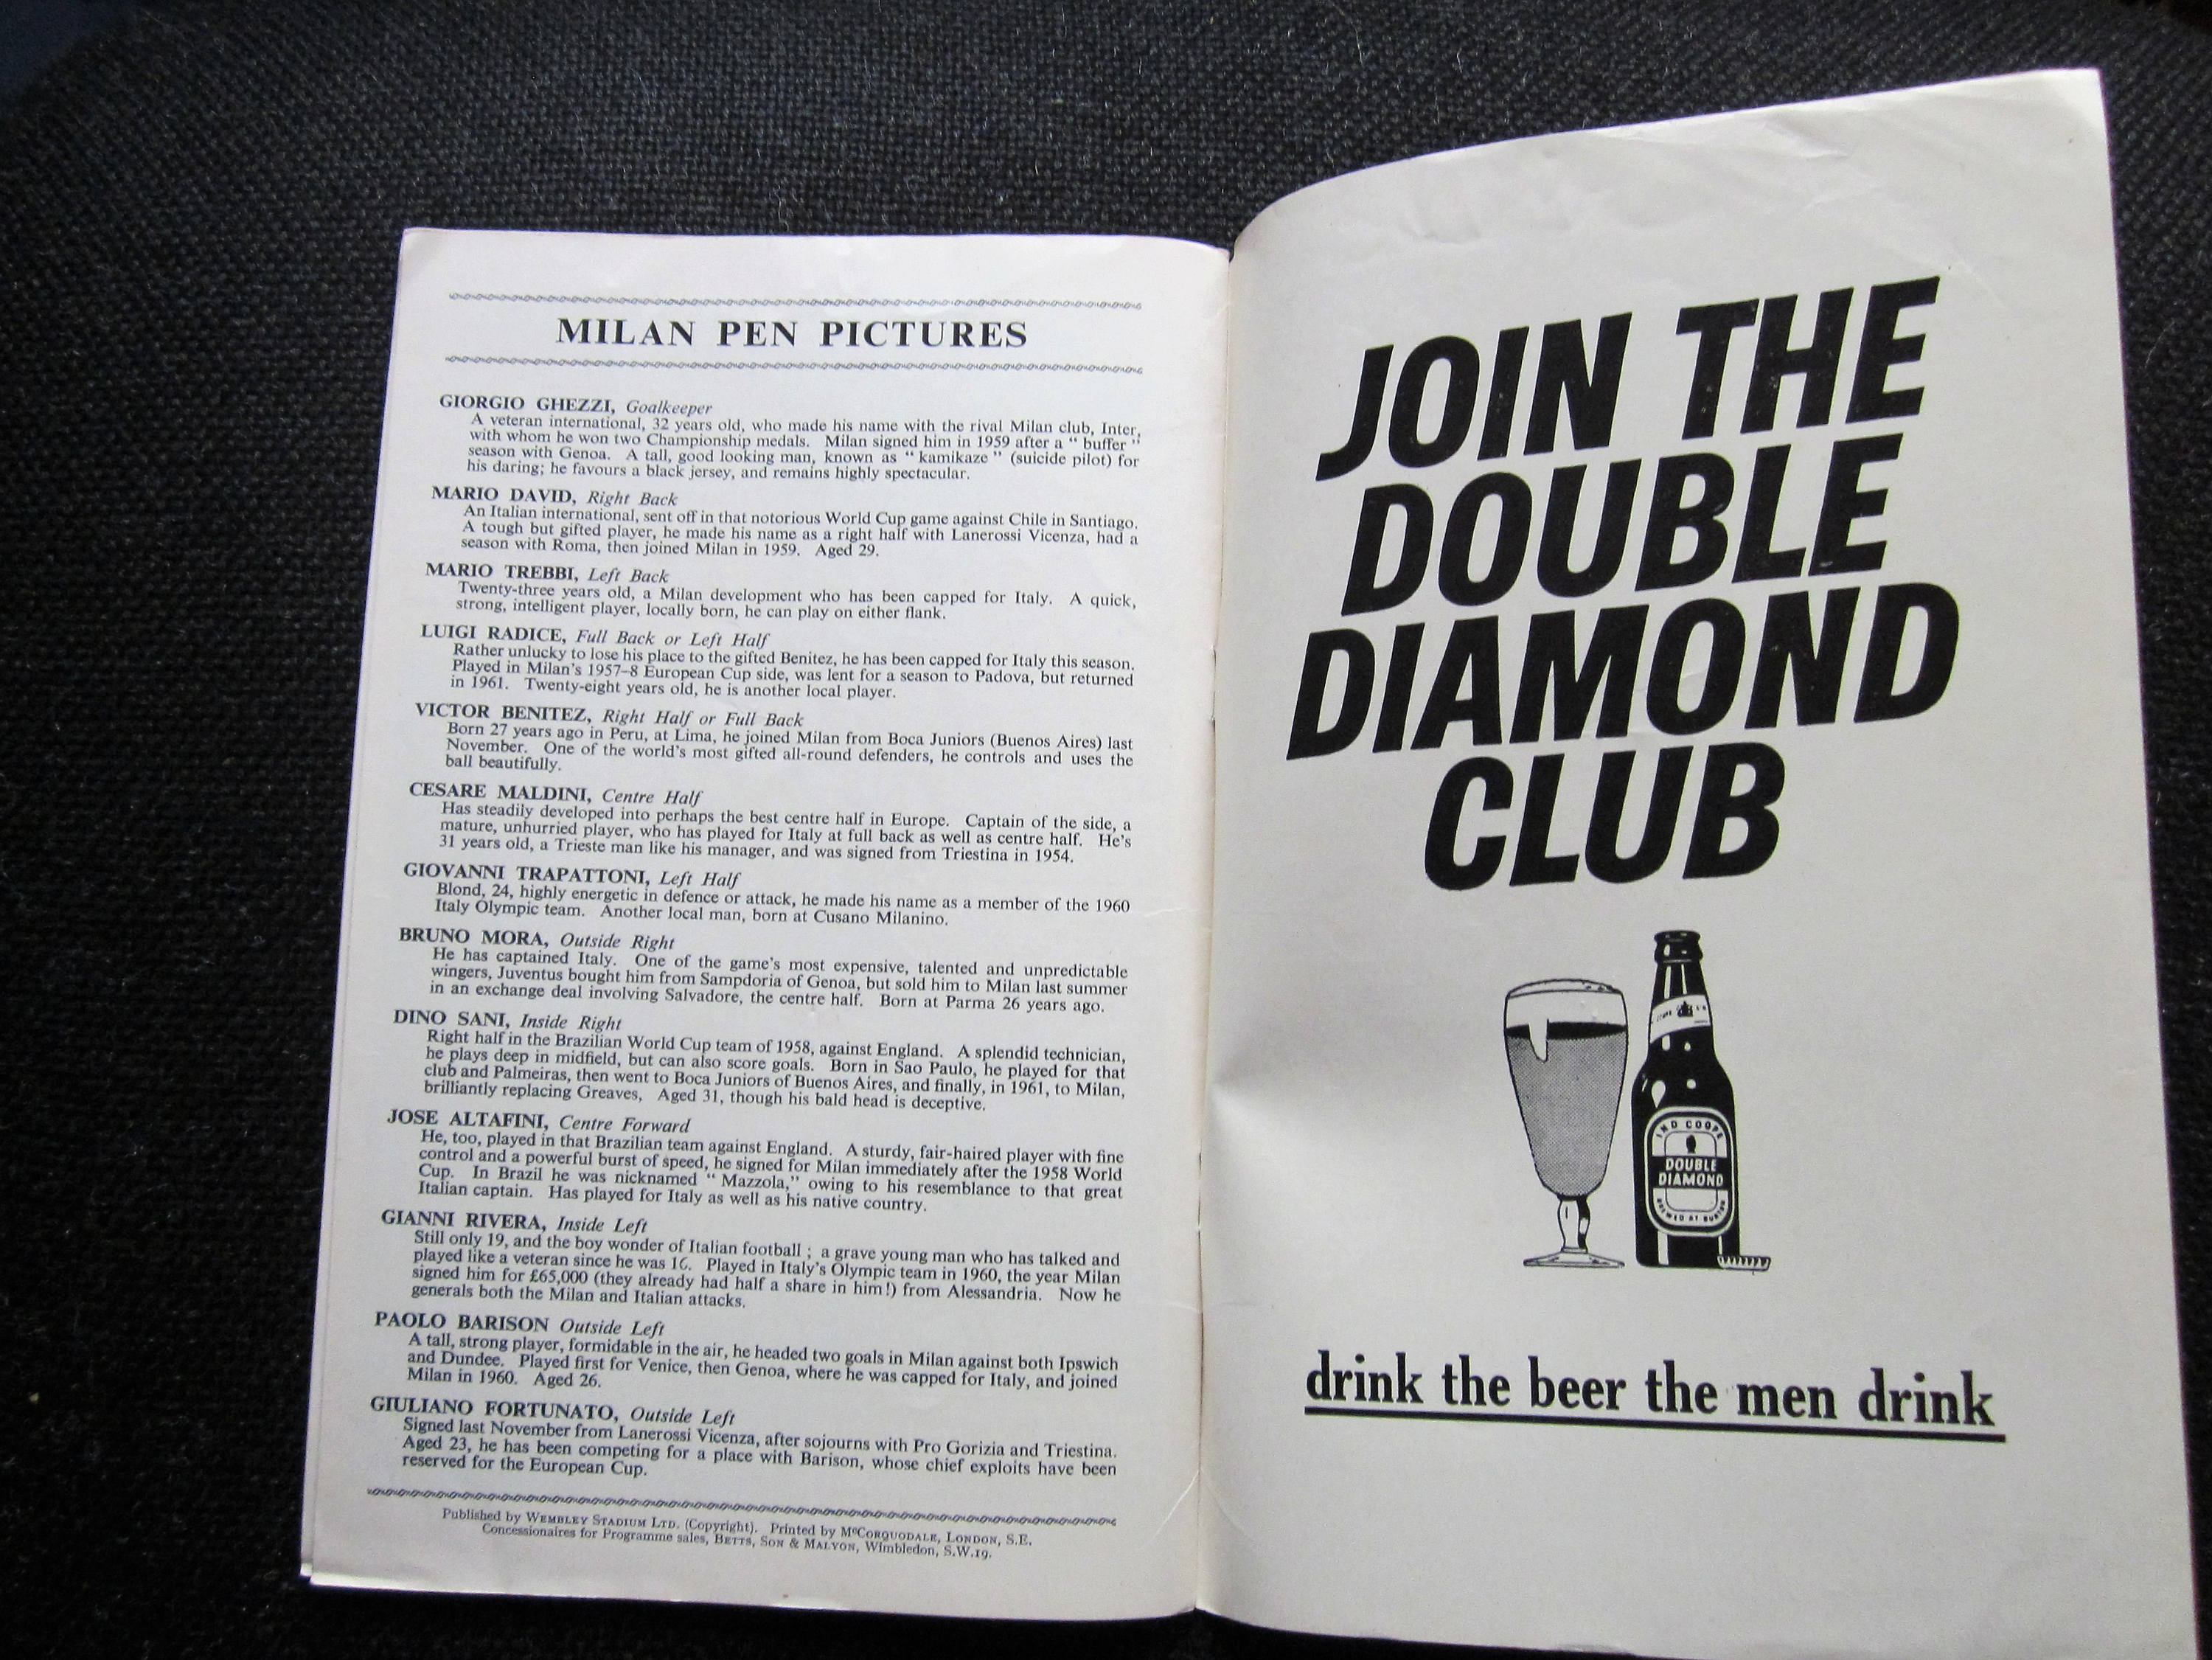 MILAN PEN PICTURES
GIORGIO GHEZZI, Goalkeeper
A veteran international, 32 years old, who made his name with the rival Milan club, Inter,
with whom he won two Championship medals. Milan signed him in 1959 after a " buffer "
season with Genoa. A tall, good looking man, known as " kamikaze " (suicide pilot) for
his daring; he favours a black jersey, and remains highly spectacular.
MARIO DAVID, Right Back
An Italian international, sent off in that notorious World Cup game against Chile in Santiago.
A tough but gifted player, he made his name as a right half with Lanerossi Vicenza, had a
season with Roma, then joined Milan in 1959. Aged 29.
MARIO TREBBI, Left Back
Twenty-three years old, a Milan development who has been capped for Italy. A quick,
strong, intelligent player, locally born, he can play on either flank.
LUIGI RADICE, Full Back or Left Half
Rather unlucky to lose his place to the gifted Benitez, he has been capped for Italy this season.
Played in Milan's 1957-8 European Cup side, was lent for a season to Padova, but returned
in 1961. Twenty-eight years old, he is another local player.
VICTOR BENITEZ, Right Half or Full Back
Born 27 years ago in Peru, at Lima, he joined Milan from Boca Juniors (Buenos Aires) last
November. One of the world's most gifted all-round defenders, he controls and uses the
ball beautifully.
CESARE MALDINI, Centre Half
Has steadily developed into perhaps the best centre half in Europe. Captain of the side, a
mature, unhurried player, who has played for Italy at full back as well as centre half. He's
31 years old, a Trieste man like his manager, and was signed from Triestina in 1954.
GIOVANNI TRAPATTONI, Left Half
Blond, 24, highly energetic in defence or attack, he made his name as a member of the 1960
Italy Olympic team. Another local man, born at Cusano Milanino.
BRUNO MORA, Outside Right
He has captained Italy. One of the game's most expensive, talented and unpredictable
wingers, Juventus bought him from Sampdoria of Genoa, but sold him to Milan last summer
in an exchange deal involving Salvadore, the centre half. Born at Parma 26 years ago.
DINO SANI, Inside Right
Right half in the Brazilian World Cup team of 1958, against England. A splendid technician,
he plays deep in midfield, but can also score goals. Born in Sao Paulo, he played for that
club and Palmeiras, then went to Boca Juniors of Buenos Aires, and finally, in 1961, to Milan,
brilliantly replacing Greaves, Aged 31, though his bald head is deceptive.
JOSE ALTAFINI, Centre Forward
He, too, played in that Brazilian team against England. A sturdy, fair-haired player with fine
control and a powerful burst of speed, he signed for Milan immediately after the 1958 World
Cup. In Brazil he was nicknamed " Mazzola," owing to his resemblance to that great
Italian captain. Has played for Italy as well as his native country.
GIANNI RIVERA, Inside Left
Still only 19, and the boy wonder of Italian football ; a grave young man who has talked and
played like a veteran since he was 16. Played in Italy's Olympic team in 1960, the year Milan
signed him for £65,000 (they already had half a share in him!) from Alessandria. Now he
generals both the Milan and Italian attacks.
PAOLO BARISON Outside Left
A tall, strong player, formidable in the air, he headed two goals in Milan against both Ipswich
and Dundee. Played first for Venice, then Genoa, where he was capped for Italy, and joined
Milan in 1960. Aged 26.
GIULIANO FORTUNATO, Outside Left
Signed last November from Lanerossi Vicenza, after sojourns with Pro Gorizia and Triestina.
Aged 23, he has been competing for a place with Barison, whose chief exploits have been
reserved for the European Cup.
Published by WEMBLEY STADIUM LTD. (Copyright). Printed by McCORQUODALE, LONDON, S.E.
Concessionaires for Programme sales, BETTS, SON & MALYON, Wimbledon, S.W.19.
JOIN THE
DOUBLE
DIAMOND
CLUB
IND COOPE
DOUBLE
DIAMOND
BREWED AT BURTON
drink the beer the men drink